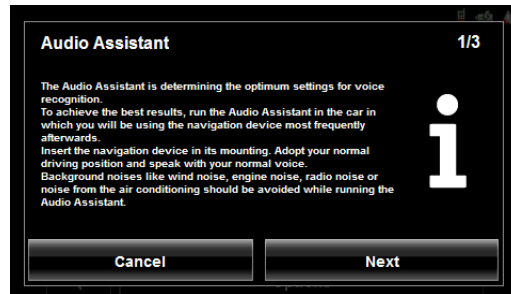 Audio Assistant 1/3
The Audio Assistant is determining the optimum settings for voice
recognition.
To achieve the best results, run the Audio Assistant in the car in
which you will be using the navigation device most frequently
afterwards.
Insert the navigation device in its mounting. Adopt your normal
driving position and speak with your normal voice.
Background noises like wind noise, engine noise, radio noise or
noise from the air conditioning should be avoided while running the
Audio Assistant.
Cancel Next